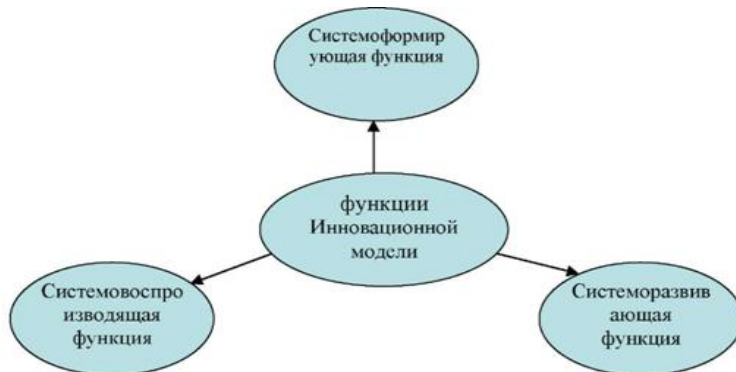 Системоформир
ующая функция
функции
Инновационной
модели
Системовоспро
изводящая
функция
Системоразвив
ающая
функция